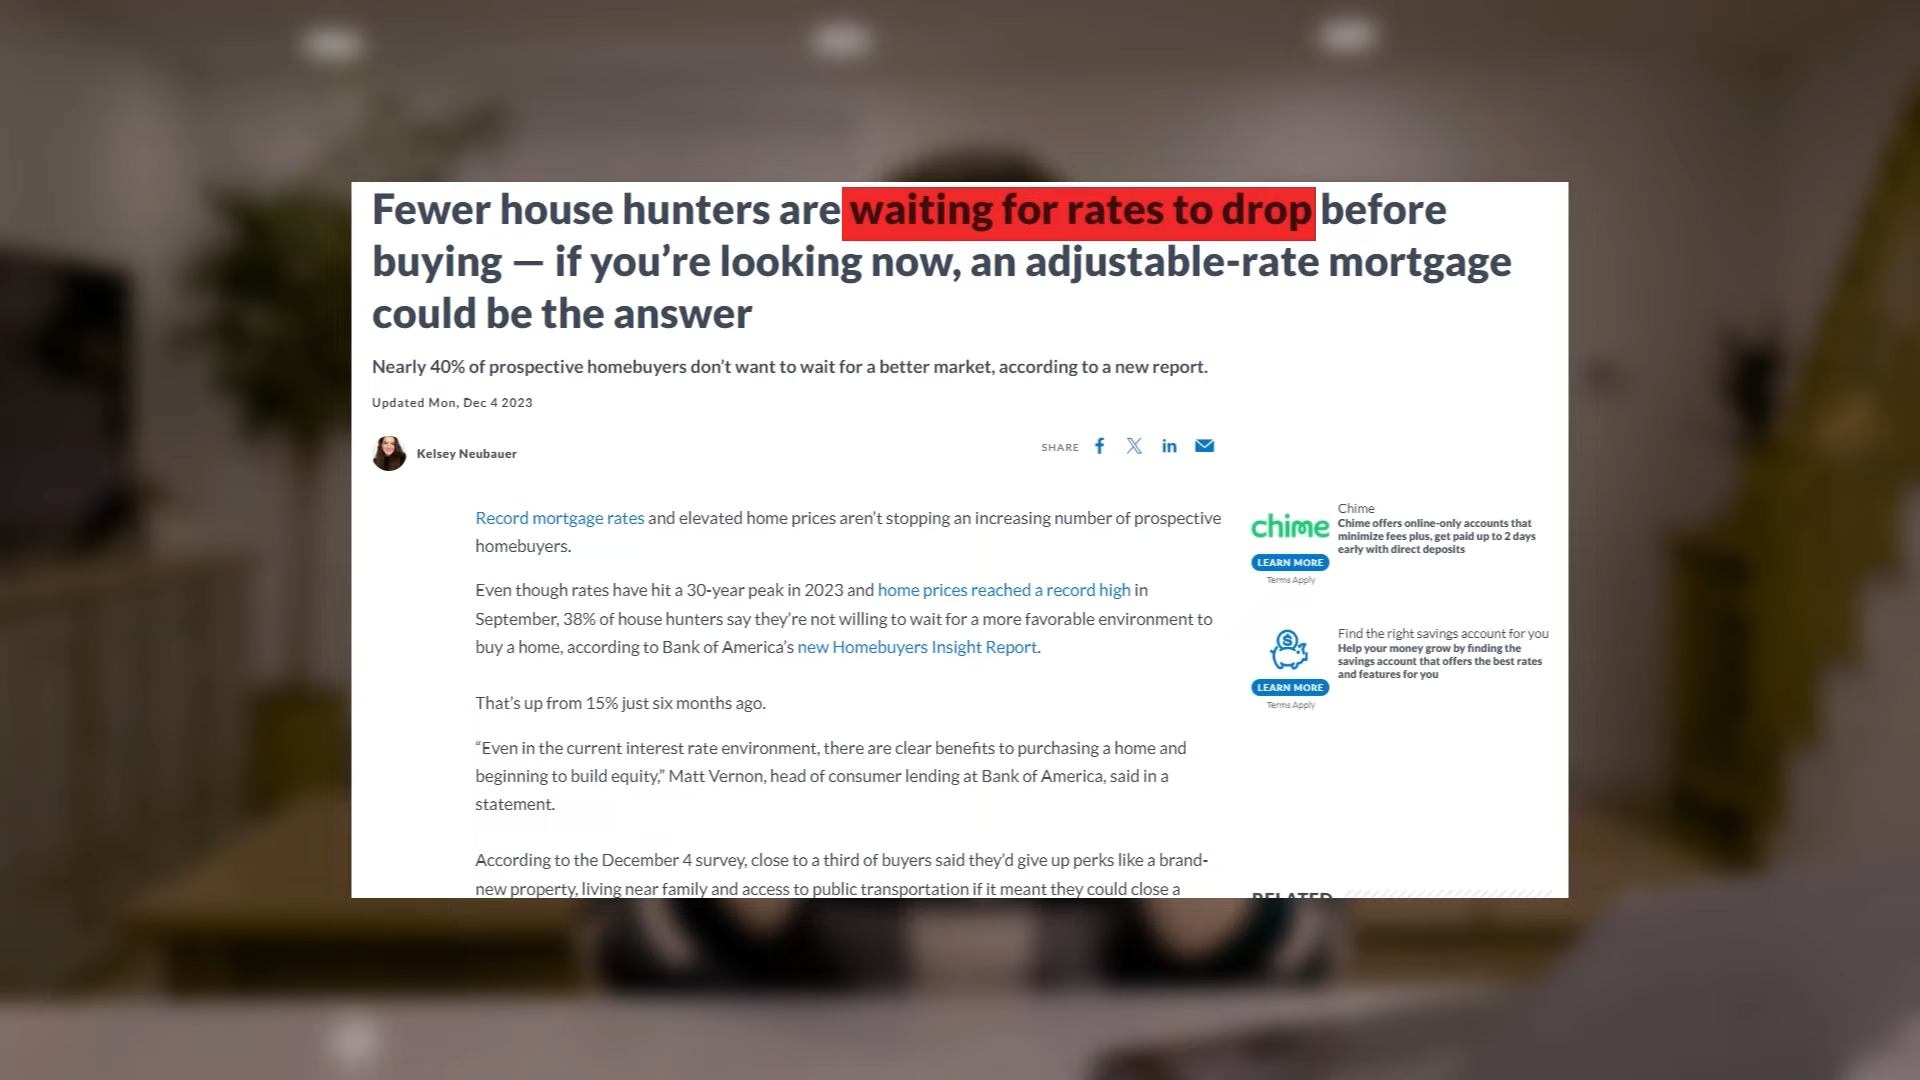 Fewer house hunters are waiting for rates to drop before
buying — if you’re looking now, an adjustable-rate mortgage
could be the answer
Nearly 40% of prospective homebuyers don’t want to wait for a better market, according to a new report.
Updated Mon, Dec 4 2023
Kelsey Neubauer
SHARE
Record mortgage rates and elevated home prices aren’t stopping an increasing number of prospective
homebuyers.
Even though rates have hit a 30-year peak in 2023 and home prices reached a record high in
September, 38% of house hunters say they’re not willing to wait for a more favorable environment to
buy a home, according to Bank of America’s new Homebuyers Insight Report.
That’s up from 15% just six months ago.
“Even in the current interest rate environment, there are clear benefits to purchasing a home and
beginning to build equity,” Matt Vernon, head of consumer lending at Bank of America, said in a
statement.
According to the December 4 survey, close to a third of buyers said they’d give up perks like a brand-
new property, living near family and access to public transportation if it meant they could close a
chime
LEARN MORE
Terms Apply
Chime
Chime offers online-only accounts that
minimize fees plus, get paid up to 2 days
early with direct deposits
LEARN MORE
Terms Apply
Find the right savings account for you
Help your money grow by finding the
savings account that offers the best rates
and features for you
RELATED